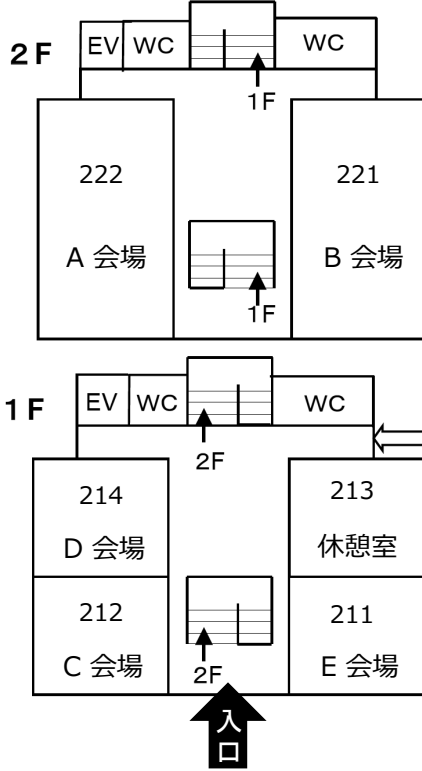 2F
EV WC WC
1F
222 221
A 会場 B 会場
1F
1F
EV WC WC
2F
214 213
D 会場 休憩室
212 211
C 会場 E 会場
2F
入口